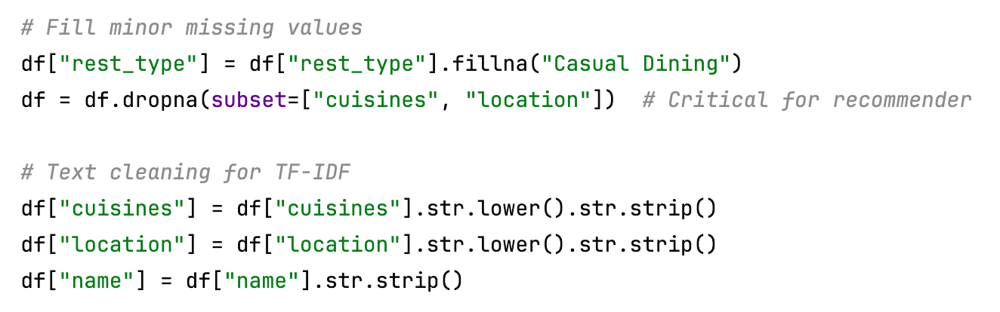 # Fill minor missing values
df["rest_type"] = df["rest_type"].fillna("Casual Dining")
df = df.dropna(subset=["cuisines", "location"])  # Critical for recommender
# Text cleaning for TF-IDF
df["cuisines"] = df["cuisines"].str.lower().str.strip()
df["location"] = df["location"].str.lower().str.strip()
df["name"] = df["name"].str.strip()